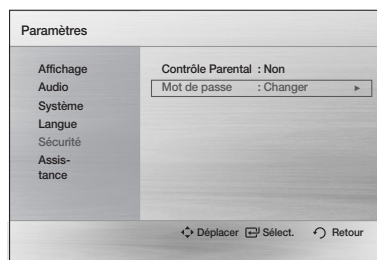 Paramètres
Affichage
Audio
Système
Langue
Sécurité
Assis-
tance
Contrôle Parental : Non
Mot de passe : Changer ►
Déplacer Sélect. Retour